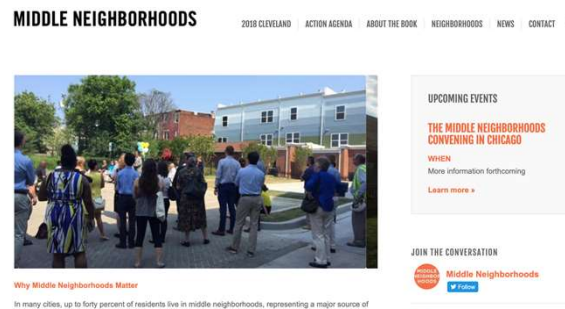 MIDDLE NEIGHBORHOODS
2018 CLEVELAND ACTION AGENDA ABOUT THE BOOK NEIGHBORHOODS NEWS CONTACT
UPCOMING EVENTS
THE MIDDLE NEIGHBORHOODS
CONVENING IN CHICAGO
WHEN
More information forthcoming
Learn more »
JOIN THE CONVERSATION
MIDDLE
NEIGHBOR
HOODS
Middle Neighborhoods
Follow
Why Middle Neighborhoods Matter
In many cities, up to forty percent of residents live in middle neighborhoods, representing a major source of